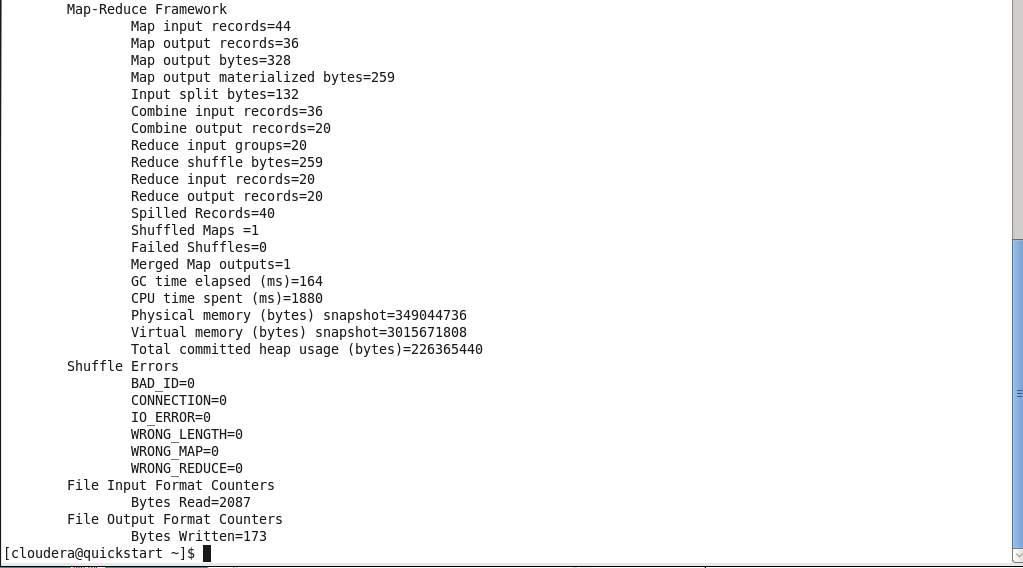 Map-Reduce Framework
Map input records=44
Map output records=36
Map output bytes=328
Map output materialized bytes=259
Input split bytes=132
Combine input records=36
Combine output records=20
Reduce input groups=20
Reduce shuffle bytes=259
Reduce input records=20
Reduce output records=20
Spilled Records=40
Shuffled Maps =1
Failed Shuffles=0
Merged Map outputs=1
GC time elapsed (ms)=164
CPU time spent (ms)=1880
Physical memory (bytes) snapshot=349044736
Virtual memory (bytes) snapshot=3015671808
Total committed heap usage (bytes)=226365440
Shuffle Errors
BAD_ID=0
CONNECTION=0
IO_ERROR=0
WRONG_LENGTH=0
WRONG_MAP=0
WRONG_REDUCE=0
File Input Format Counters
Bytes Read=2087
File Output Format Counters
Bytes Written=173
[cloudera@quickstart ~]$